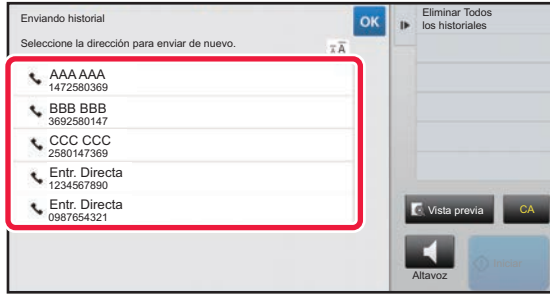 Enviando historial
OK
Seleccione la dirección para enviar de nuevo.
AAA AAA
1472580369
BBB BBB
3692580147
CCC CCC
2580147369
Entr. Directa
1234567890
Entr. Directa
0987654321
Eliminar Todos
los historiales
Vista previa
CA
Altavoz